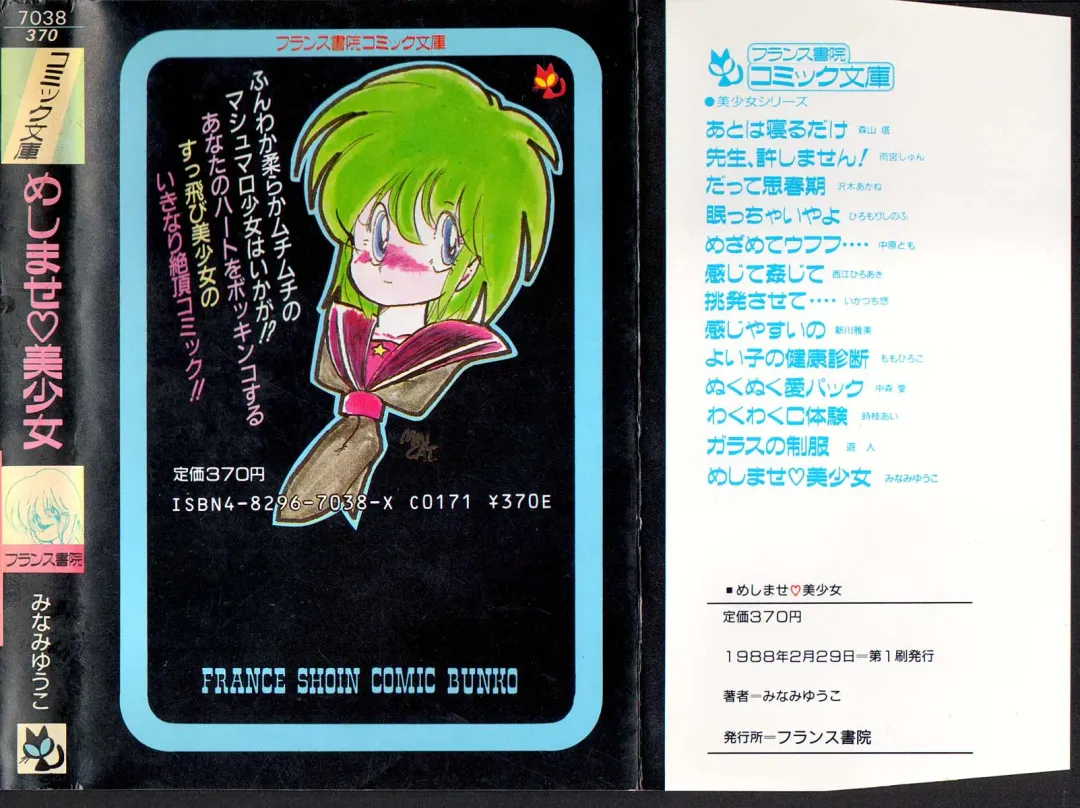 7038
370
コミック文庫
めしませ♡美少女
フランス書院
みなみゆうこ
フランス書院コミック文庫
ふんわか柔らかムチムチの
マシュマロ少女はいかが!?
あなたのハートをボッキンコする
すっ飛び美少女の
いきなり絶頂コミック!!
MIN
CAT.
定価370円
ISBN4-8296-7038-X C0171 ¥370E
FRANCE SHOIN COMIC BUNKO
フランス書院
コミック文庫
●美少女シリーズ
あとは寝るだけ 森山 塔
先生、許しません! 雨宮しゅん
だって思春期 沢木あかね
眠っちゃいやよ ひろもりしのぶ
めざめてウフフ‥‥ 中原とも
感じて姦じて 西江ひろあき
挑発させて‥‥ いかづち悠
感じやすいの 新川雅美
よい子の健康診断 ももひろこ
ぬくぬく愛パック 中森 愛
わくわくC体験 時枝あい
ガラスの制服 遊 人
めしませ♡美少女 みなみゆうこ
■めしませ♡美少女
定価370円
1988年2月29日=第1刷発行
著者=みなみゆうこ
発行所=フランス書院